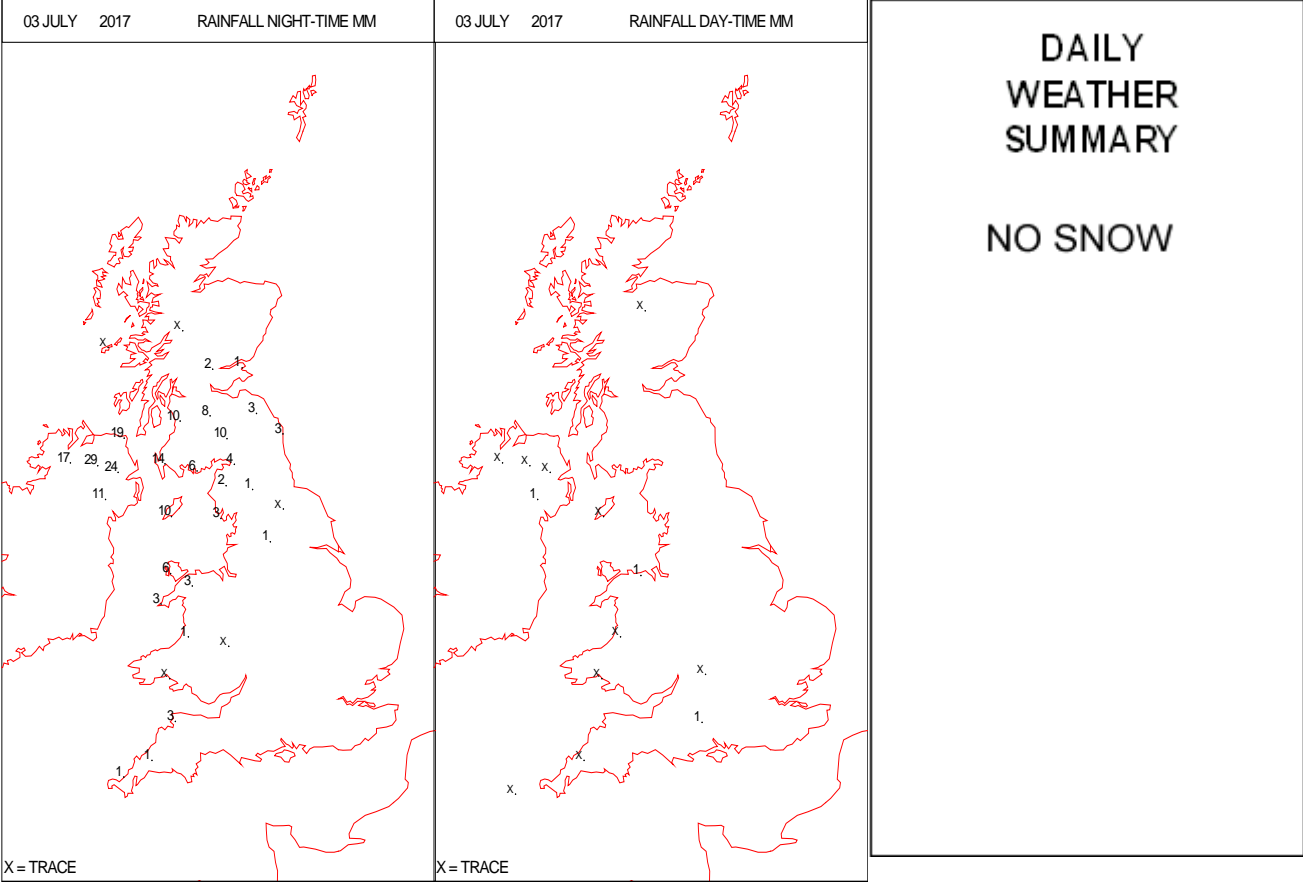 03 JULY 2017 RAINFALL NIGHT-TIME MM
X.
X.
2. 1.
10. 8. 3.
19. 10. 3.
17. 29. 24. 14. 6. 4.
11. 2. 1.
10. 3. X.
1.
6.
3.
3.
1. X.
X.
3.
1.
1.
X = TRACE
03 JULY 2017 RAINFALL DAY-TIME MM
X.
X. X. X.
1.
X.
1.
X.
X. X.
1.
X.
X.
X = TRACE
DAILY
WEATHER
SUMMARY
NO SNOW